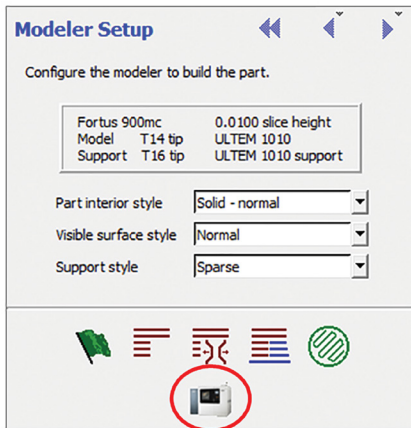 Modeler Setup
Configure the modeler to build the part.
Fortus 900mc 0.0100 slice height
Model T14 tip ULTEM 1010
Support T16 tip ULTEM 1010 support
Part interior style Solid - normal
Visible surface style Normal
Support style Sparse